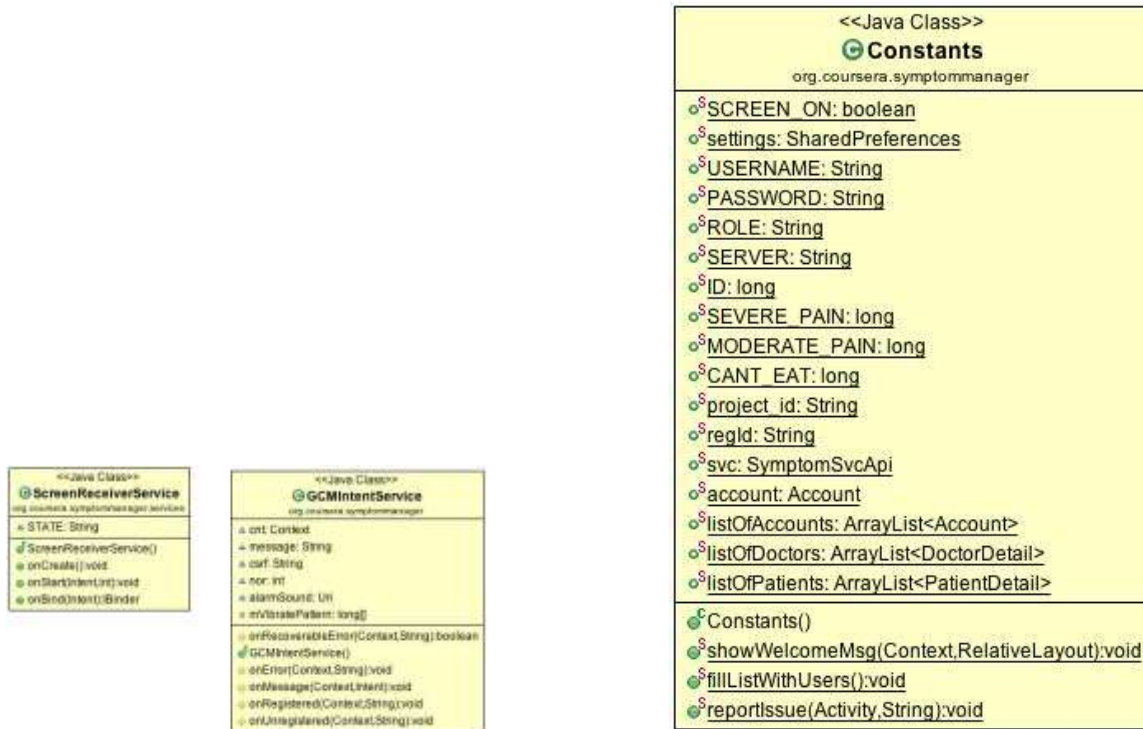 <<Java Class>>
ScreenReceiverService
org.coursera.symptommanager.services
STATE: String
ScreenReceiverService()
onCreate():void
onStart(Intent,int):void
onBind(Intent):IBinder
<<Java Class>>
GCMIntentService
org.coursera.symptommanager
cnt: Context
message: String
csrf: String
nor: int
alarmSound: Uri
mVibratePattern: long[]
onRecoverableError(Context,String):boolean
GCMIntentService()
onError(Context,String):void
onMessage(Context,Intent):void
onRegistered(Context,String):void
onUnregistered(Context,String):void
<<Java Class>>
Constants
org.coursera.symptommanager
SCREEN_ON: boolean
settings: SharedPreferences
USERNAME: String
PASSWORD: String
ROLE: String
SERVER: String
ID: long
SEVERE_PAIN: long
MODERATE_PAIN: long
CANT_EAT: long
project_id: String
regId: String
svc: SymptomSvcApi
account: Account
listOfAccounts: ArrayList<Account>
listOfDoctors: ArrayList<DoctorDetail>
listOfPatients: ArrayList<PatientDetail>
Constants()
showWelcomeMsg(Context,RelativeLayout):void
fillListWithUsers():void
reportIssue(Activity,String):void